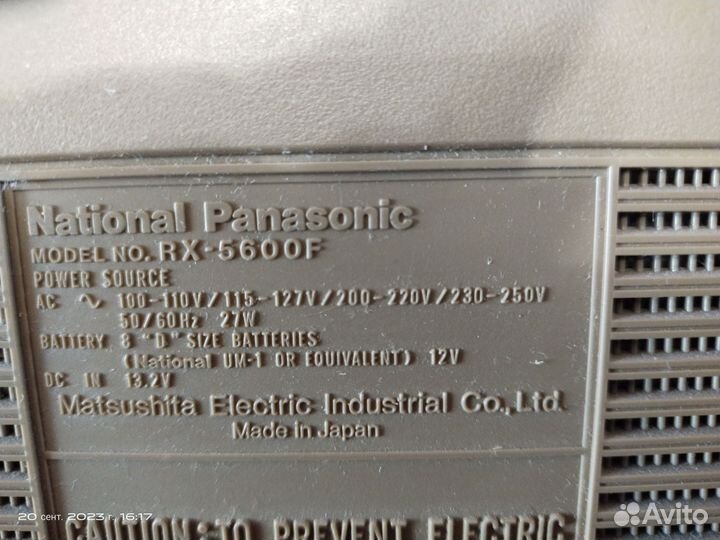 National Panasonic
MODEL NO. RX-5600F
POWER SOURCE
AC ∿ 100-110V/115-127V/200-220V/230-250V
50/60Hz 27W
BATTERY 8 "D" SIZE BATTERIES
(National UM-1 OR EQUIVALENT) 12V
DC IN 13.2V
Matsushita Electric Industrial Co., Ltd.
Made in Japan
CAUTION: TO PREVENT ELECTRIC
20 сент. 2023 г., 16:17
Avito